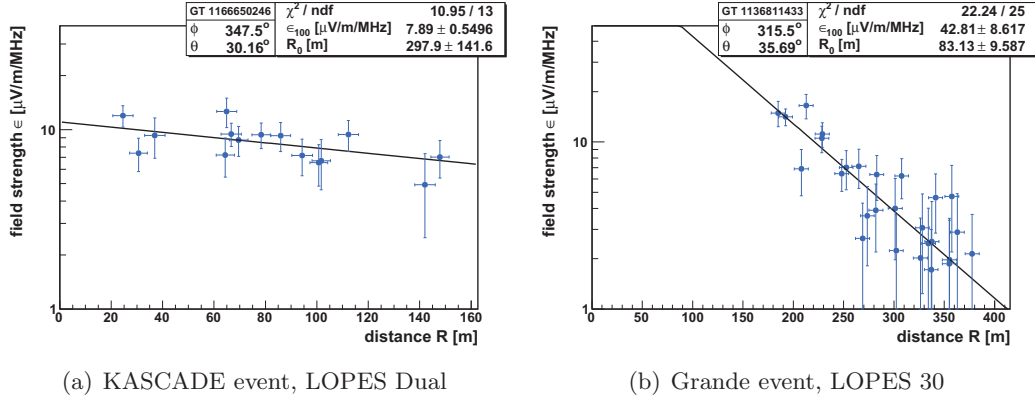 GT 1166650246 χ² / ndf 10.95 / 13
ϕ 347.5° ϵ₁₀₀ [μV/m/MHz] 7.89 ± 0.5496
θ 30.16° R₀ [m] 297.9 ± 141.6
field strength ∈ [μV/m/MHz]
10
1
0 20 40 60 80 100 120 140 160
distance R [m]
(a) KASCADE event, LOPES Dual
GT 1136811433 χ² / ndf 22.24 / 25
ϕ 315.5° ϵ₁₀₀ [μV/m/MHz] 42.81 ± 8.617
θ 35.69° R₀ [m] 83.13 ± 9.587
field strength ∈ [μV/m/MHz]
10
1
0 50 100 150 200 250 300 350 400
distance R [m]
(b) Grande event, LOPES 30